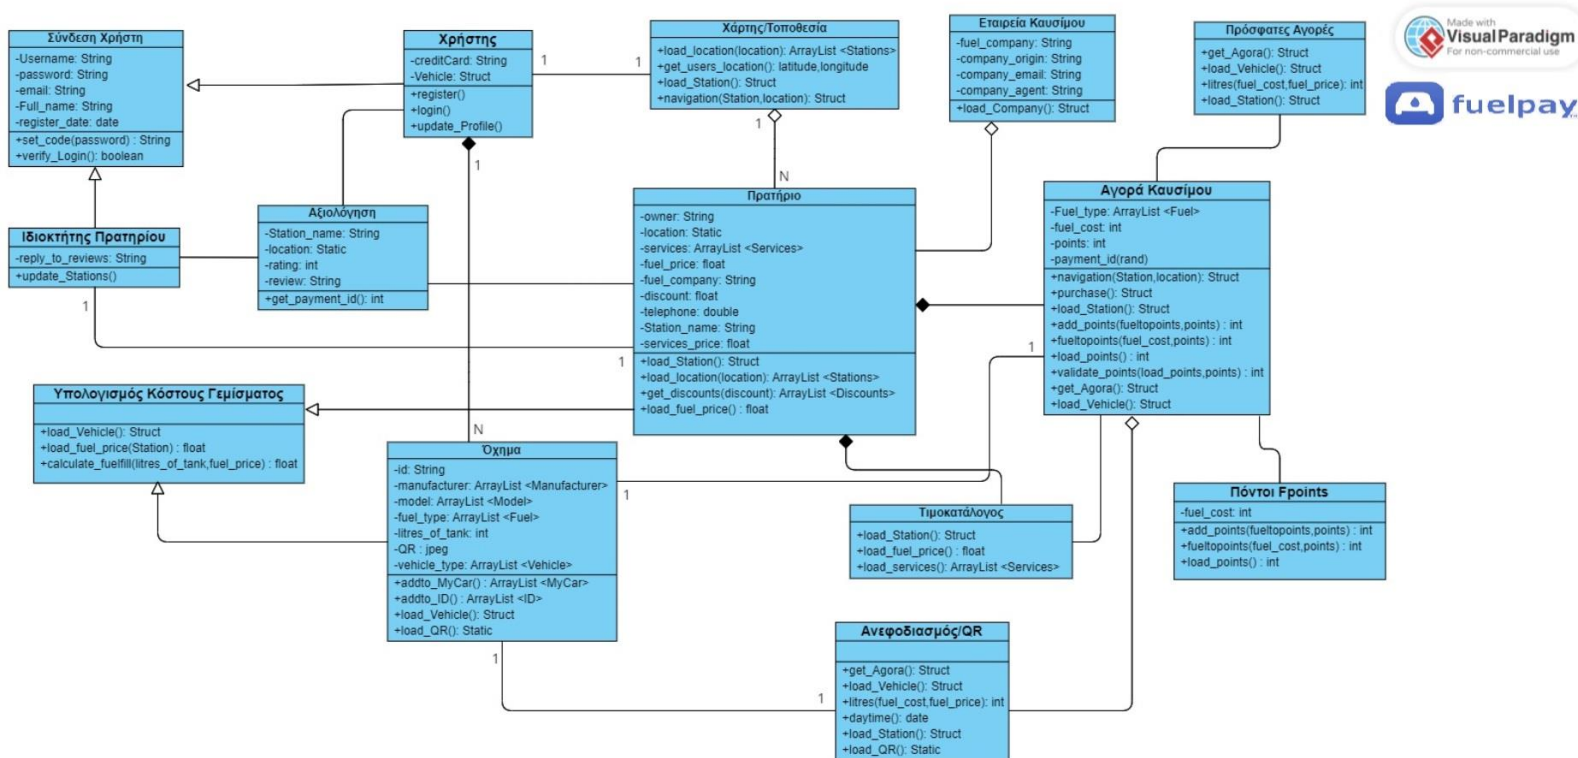 Σύνδεση Χρήστη
-Username: String
-password: String
-email: String
-Full_name: String
-register_date: date
+set_code(password) : String
+verify_Login(): boolean
Χρήστης
-creditCard: String
-Vehicle: Struct
+register()
+login()
+update_Profile()
1
1
1
Χάρτης/Τοποθεσία
+load_location(location): ArrayList <Stations>
+get_users_location(): latitude,longitude
+load_Station(): Struct
+navigation(Station,location): Struct
1
N
Εταιρεία Καυσίμου
-fuel_company: String
-company_origin: String
-company_email: String
-company_agent: String
+load_Company(): Struct
Πρόσφατες Αγορές
+get_Agora(): Struct
+load_Vehicle(): Struct
+litres(fuel_cost,fuel_price): int
+load_Station(): Struct
Made with
Visual Paradigm
For non-commercial use
fuelpay
Ιδιοκτήτης Πρατηρίου
-reply_to_reviews: String
+update_Stations()
1
Αξιολόγηση
-Station_name: String
-location: Static
-rating: int
-review: String
+get_payment_id(): int
Πρατήριο
-owner: String
-location: Static
-services: ArrayList <Services>
-fuel_price: float
-fuel_company: String
-discount: float
-telephone: double
-Station_name: String
-services_price: float
+load_Station(): Struct
+load_location(location): ArrayList <Stations>
+get_discounts(discount): ArrayList <Discounts>
+load_fuel_price() : float
1
Αγορά Καυσίμου
-Fuel_type: ArrayList <Fuel>
-fuel_cost: int
-points: int
-payment_id(rand)
+navigation(Station,location): Struct
+purchase(): Struct
+load_Station(): Struct
+add_points(fueltopoints,points) : int
+fueltopoints(fuel_cost,points): int
+load_points() : int
+validate_points(load_points,points) : int
+get_Agora(): Struct
+load_Vehicle(): Struct
1
Υπολογισμός Κόστους Γεμίσματος
+load_Vehicle(): Struct
+load_fuel_price(Station) : float
+calculate_fuelfill(litres_of_tank,fuel_price) : float
N
Όχημα
-id: String
-manufacturer: ArrayList <Manufacturer>
-model: ArrayList <Model>
-fuel_type: ArrayList <Fuel>
-litres_of_tank: int
-QR : jpeg
-vehicle_type: ArrayList <Vehicle>
+addto_MyCar() : ArrayList <MyCar>
+addto_ID() : ArrayList <ID>
+load_Vehicle(): Struct
+load_QR(): Static
1
1
Τιμοκατάλογος
+load_Station(): Struct
+load_fuel_price() : float
+load_services(): ArrayList <Services>
Πόντοι Fpoints
-fuel_cost: int
+add_points(fueltopoints,points) : int
+fueltopoints(fuel_cost,points) : int
+load_points() : int
Ανεφοδιασμός/QR
+get_Agora(): Struct
+load_Vehicle(): Struct
+litres(fuel_cost,fuel_price): int
+daytime(): date
+load_Station(): Struct
+load_QR(): Static
1